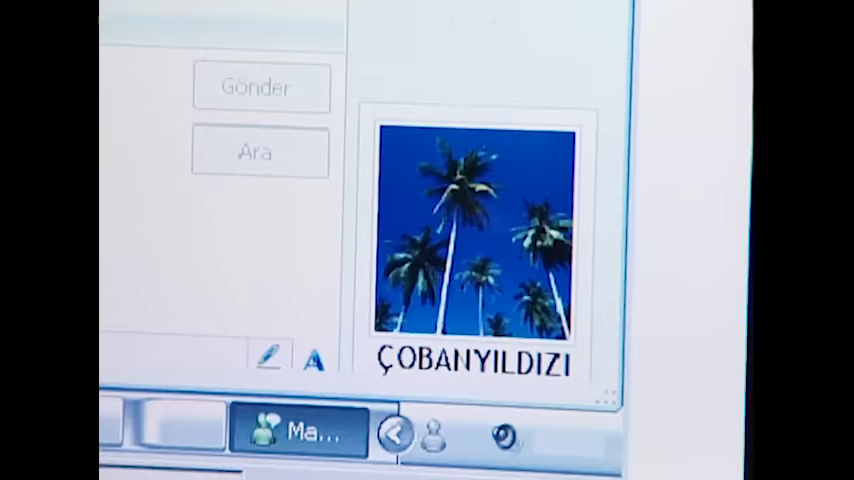 Gönder
Ara
ÇOBANYILDIZI
A
Ma...